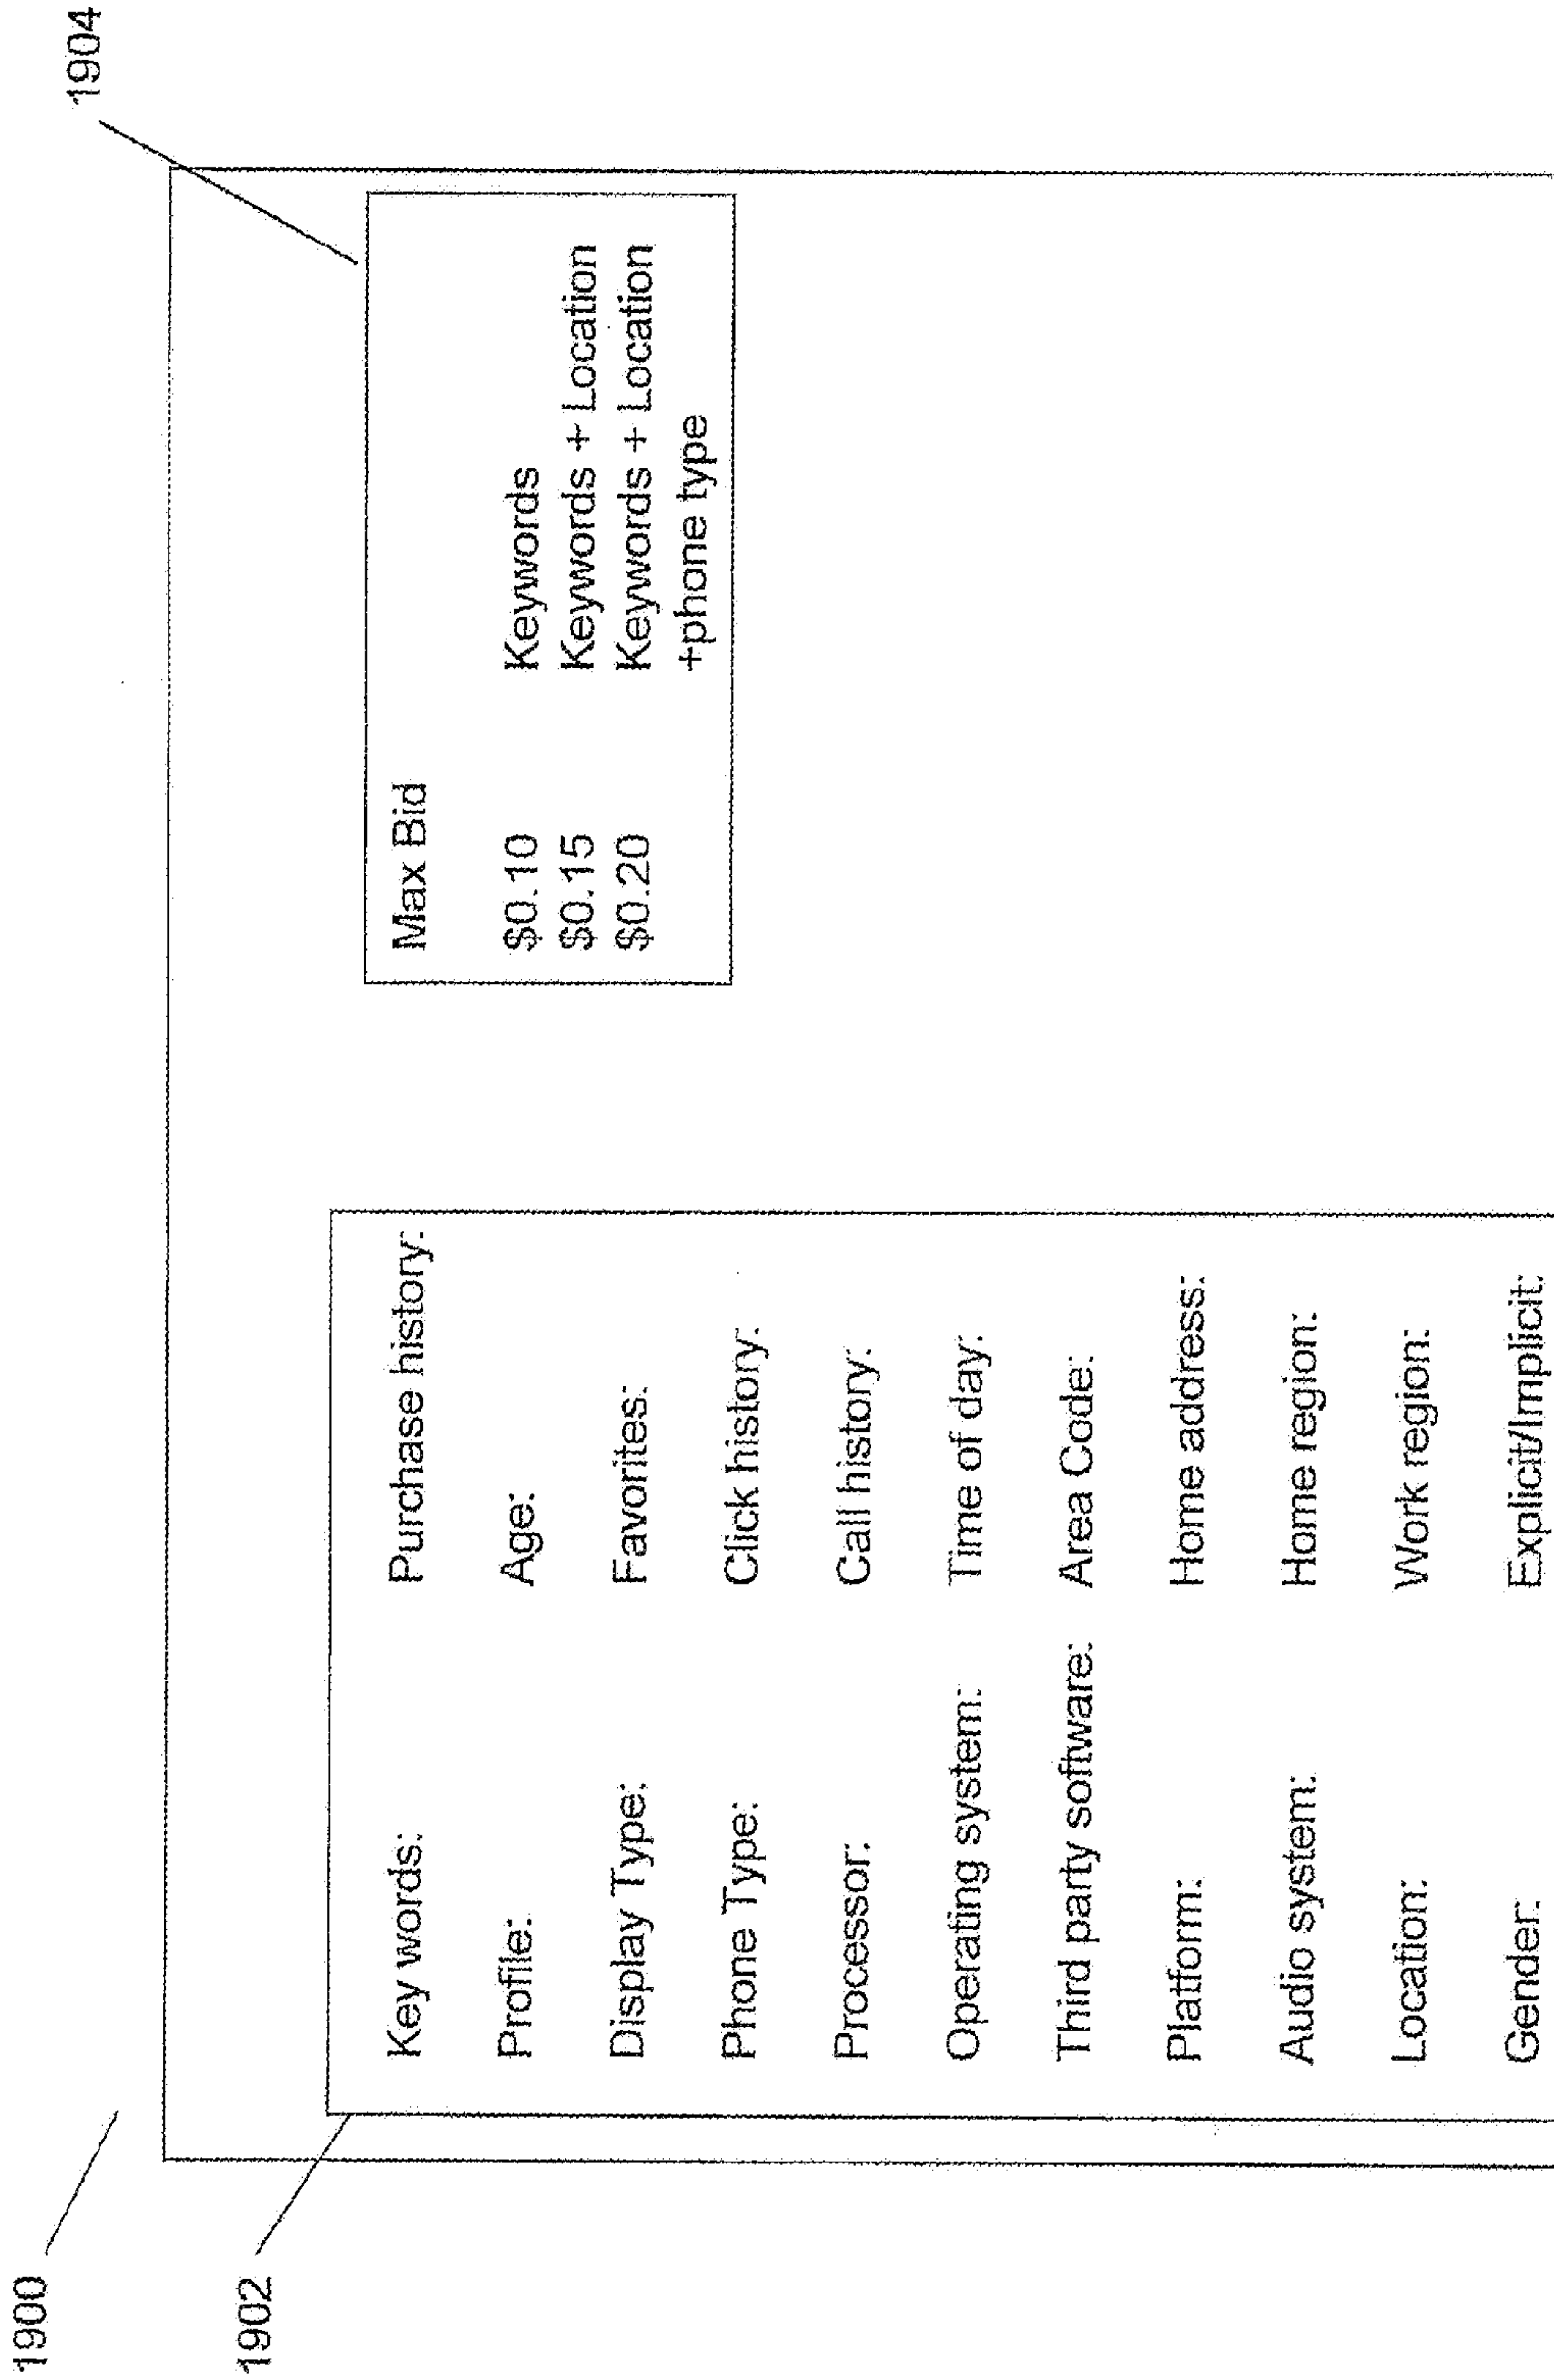 1900
1902
1904
Key words:
Profile:
Display Type:
Phone Type:
Processor:
Operating system:
Third party software:
Platform:
Audio system:
Location:
Gender:
Purchase history:
Age:
Favorites:
Click history:
Call history:
Time of day:
Area Code:
Home address:
Home region:
Work region:
Explicit/Implicit:
Max Bid
$0.10 Keywords
$0.15 Keywords + Location
$0.20 Keywords + Location
+phone type